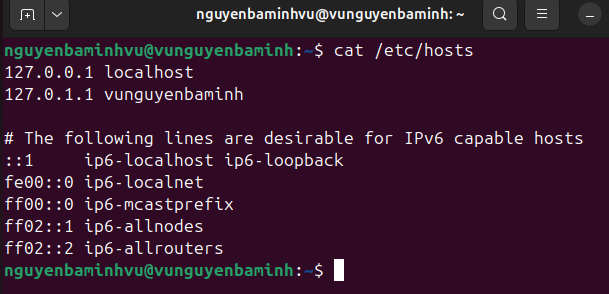 nguyenbaminhvu@vunguyenbaminh: ~
nguyenbaminhvu@vunguyenbaminh:~$ cat /etc/hosts
127.0.0.1 localhost
127.0.1.1 vunguyenbaminh
# The following lines are desirable for IPv6 capable hosts
::1     ip6-localhost ip6-loopback
fe00::0 ip6-localnet
ff00::0 ip6-mcastprefix
ff02::1 ip6-allnodes
ff02::2 ip6-allrouters
nguyenbaminhvu@vunguyenbaminh:~$